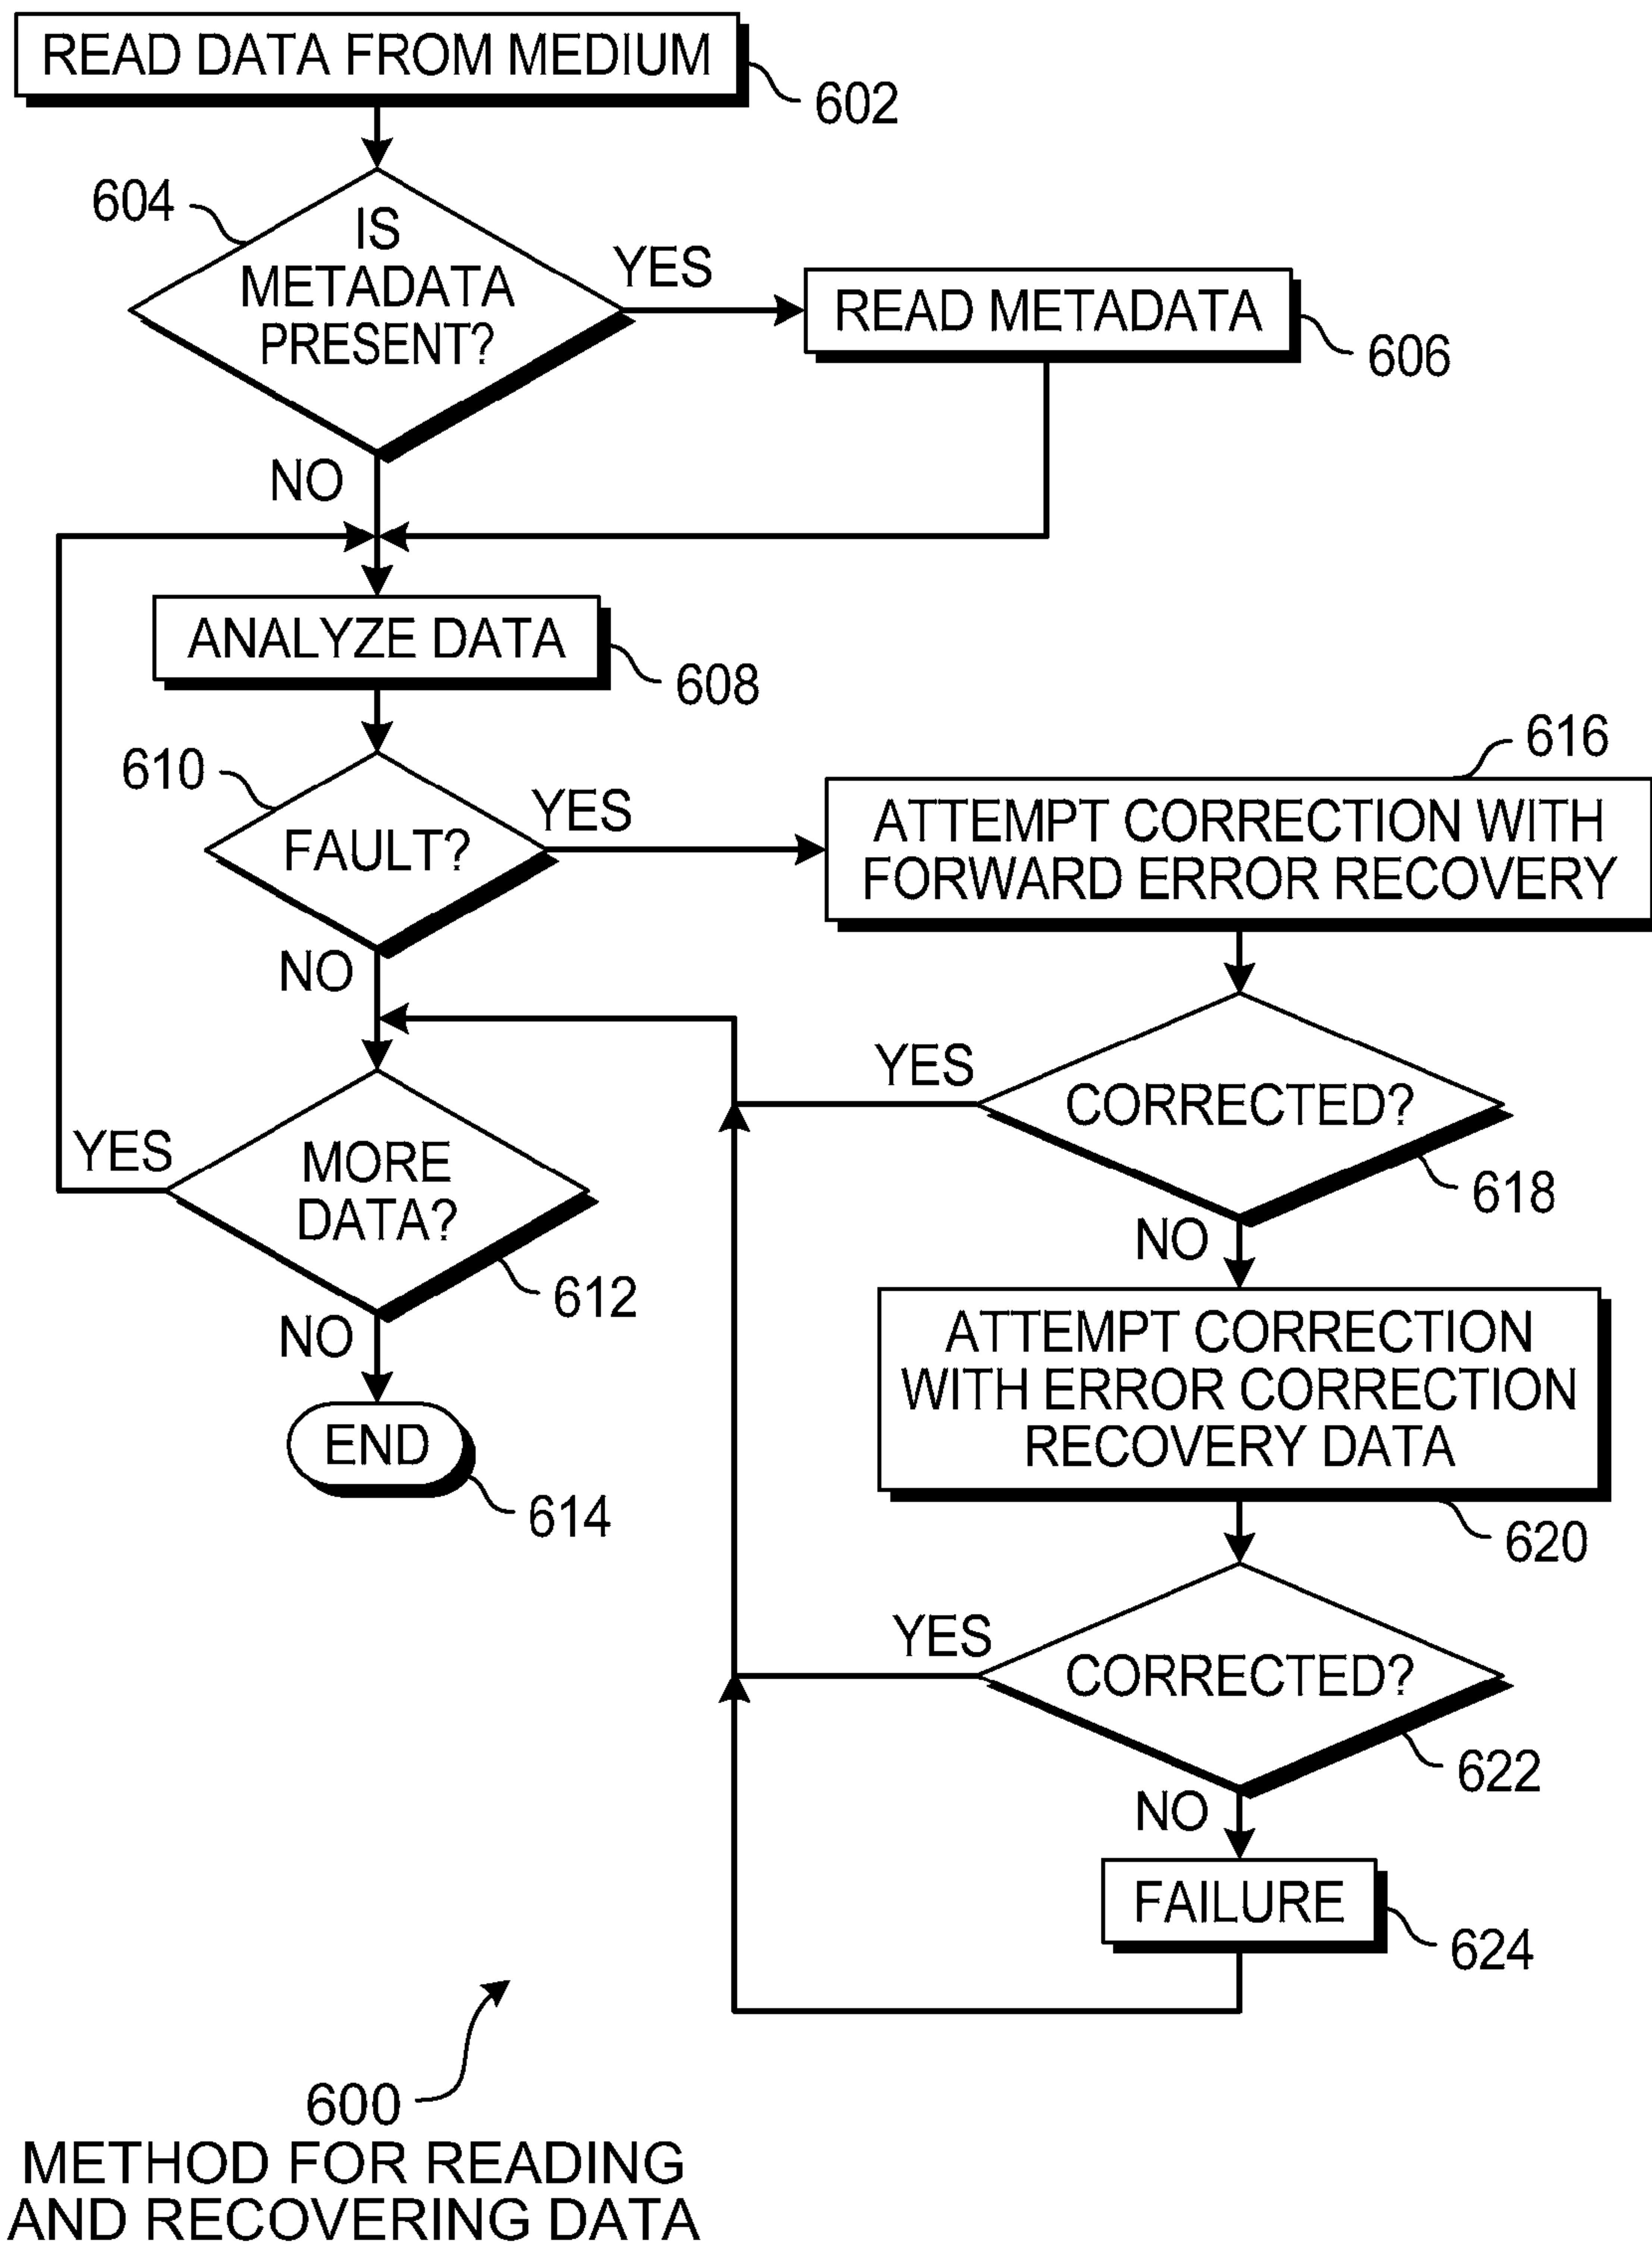 READ DATA FROM MEDIUM
602
604
IS
METADATA
PRESENT?
YES
READ METADATA
606
NO
ANALYZE DATA
608
610
FAULT?
YES
616
ATTEMPT CORRECTION WITH
FORWARD ERROR RECOVERY
NO
YES
CORRECTED?
618
YES
MORE
DATA?
612
NO
NO
ATTEMPT CORRECTION
WITH ERROR CORRECTION
RECOVERY DATA
620
END
614
YES
CORRECTED?
622
NO
FAILURE
624
600
METHOD FOR READING
AND RECOVERING DATA